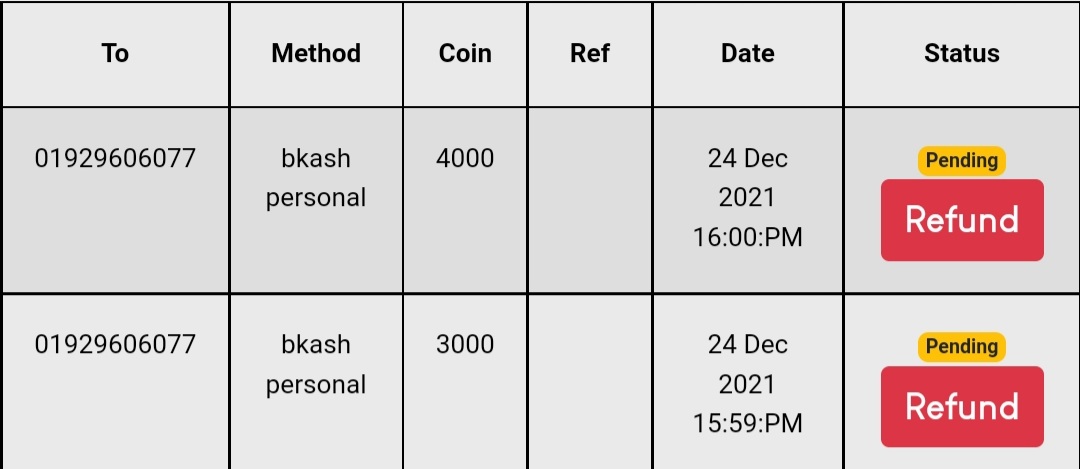 To Method Coin Ref Date Status
01929606077 bkash personal 4000 24 Dec 2021 16:00:PM Pending
Refund
01929606077 bkash personal 3000 24 Dec 2021 15:59:PM Pending
Refund